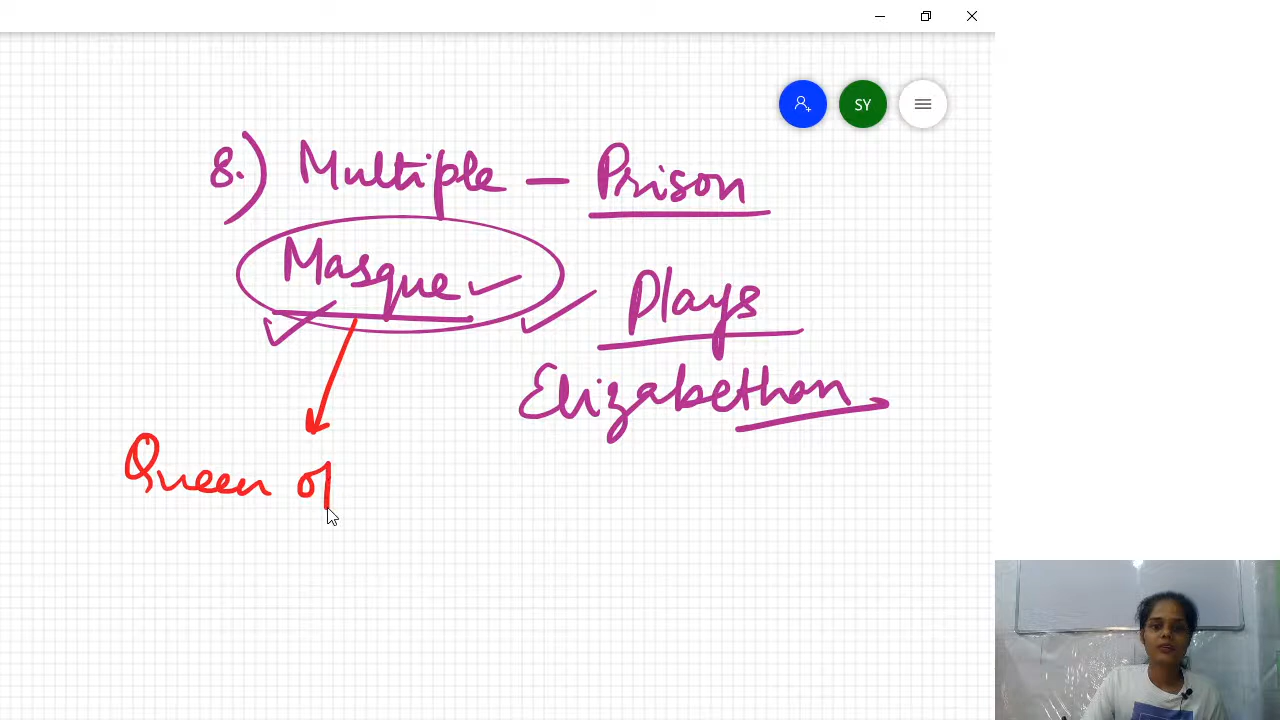 SY
8.) Multiple - Prison
Masque
Plays
Elizabethan
Queen of